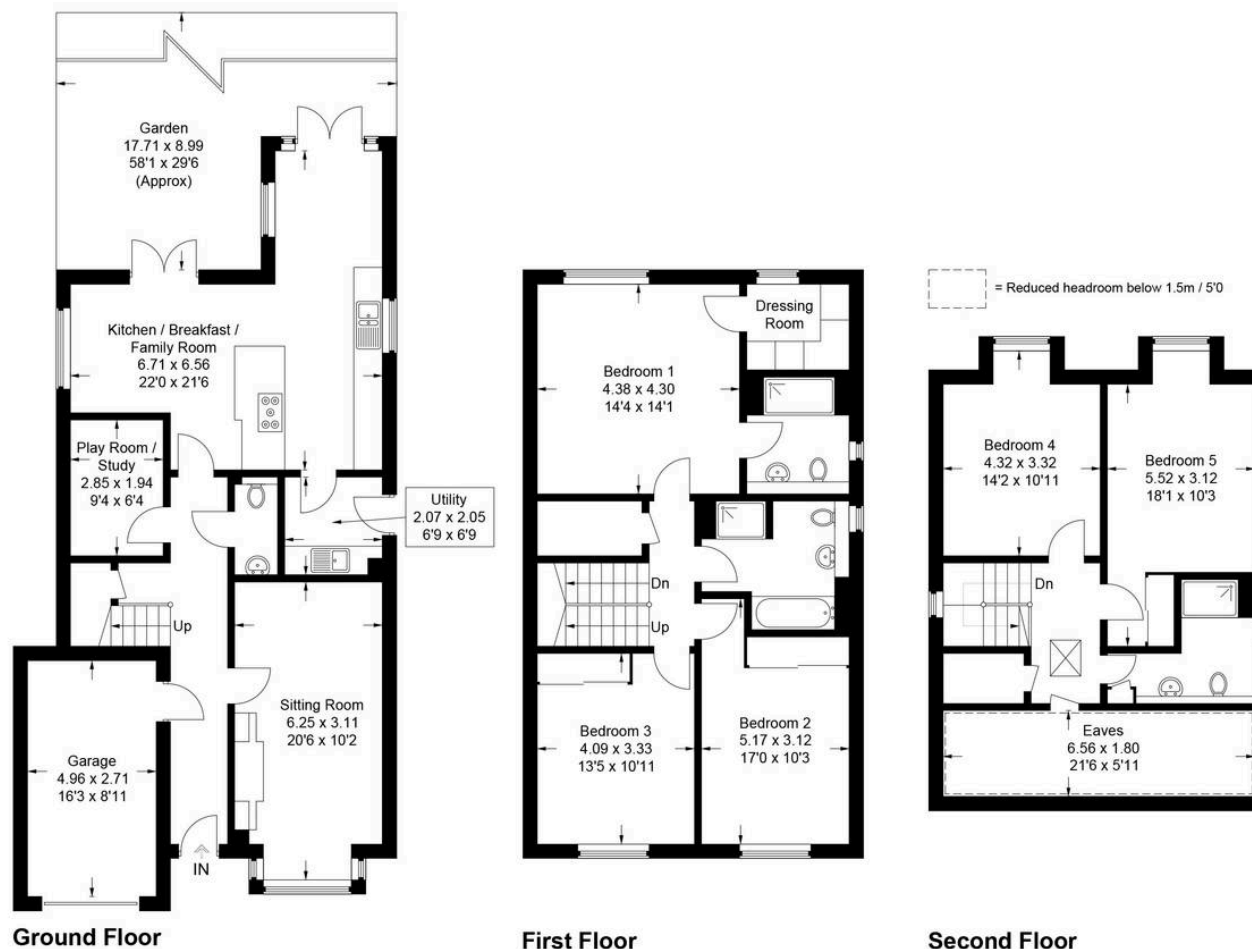 Garden
17.71 x 8.99
58'1 x 29'6
(Approx)
Kitchen / Breakfast /
Family Room
6.71 x 6.56
22'0 x 21'6
Play Room /
Study
2.85 x 1.94
9'4 x 6'4
Utility
2.07 x 2.05
6'9 x 6'9
Up
Sitting Room
6.25 x 3.11
20'6 x 10'2
Garage
4.96 x 2.71
16'3 x 8'11
IN
Ground Floor
Dressing
Room
Bedroom 1
4.38 x 4.30
14'4 x 14'1
Dn
Up
Bedroom 3
4.09 x 3.33
13'5 x 10'11
Bedroom 2
5.17 x 3.12
17'0 x 10'3
First Floor
= Reduced headroom below 1.5m / 5'0
Bedroom 4
4.32 x 3.32
14'2 x 10'11
Bedroom 5
5.52 x 3.12
18'1 x 10'3
Dn
Eaves
6.56 x 1.80
21'6 x 5'11
Second Floor